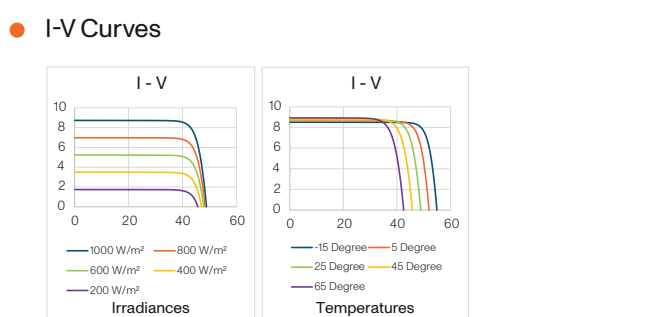 I-V Curves
I - V
10
8
6
4
2
0
0 20 40 60
1000 W/m² 800 W/m²
600 W/m² 400 W/m²
200 W/m²
Irradiances
I - V
10
8
6
4
2
0
0 20 40 60
-15 Degree 5 Degree
25 Degree 45 Degree
65 Degree
Temperatures